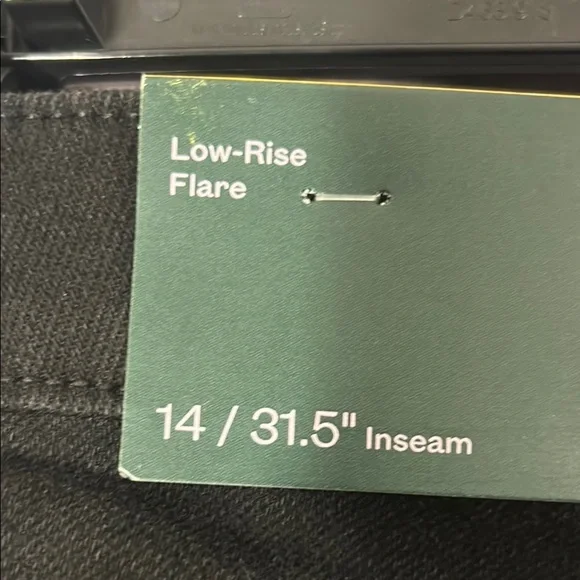 Low-Rise
Flare
14 / 31.5" Inseam